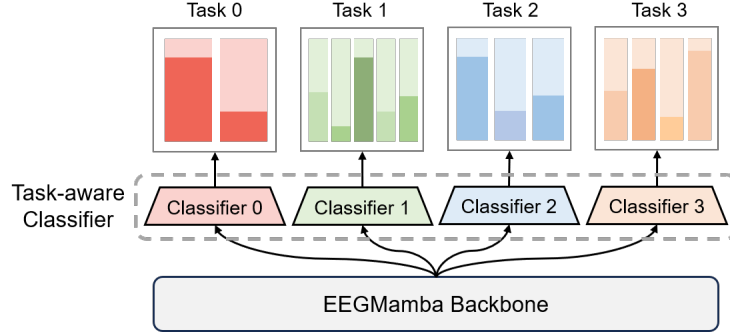 Task 0
Task 1
Task 2
Task 3
Task-aware
Classifier
Classifier 0
Classifier 1
Classifier 2
Classifier 3
EEGMamba Backbone